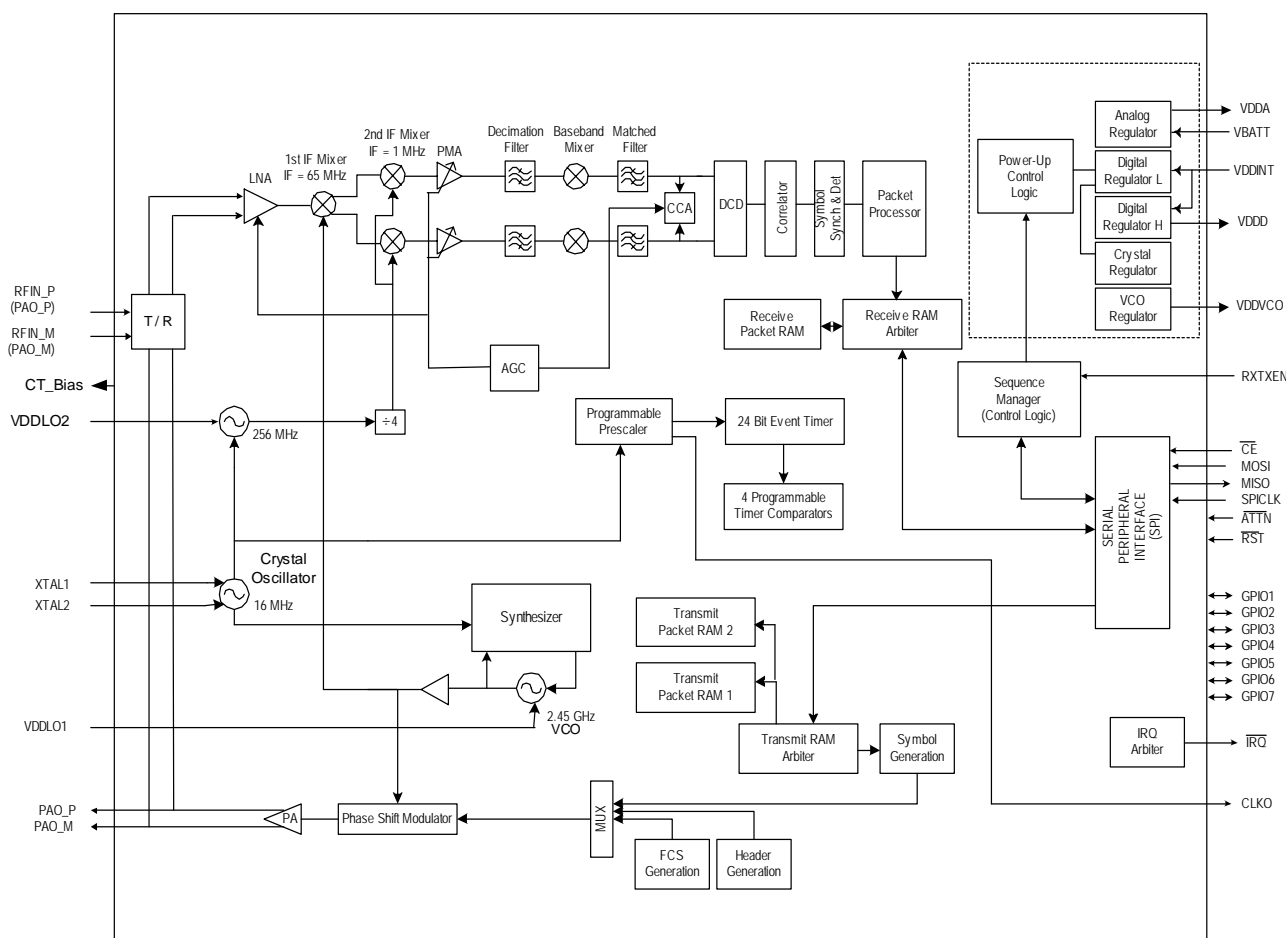 2nd IF Mixer
IF = 1 MHz
PMA
Decimation
Filter
Baseband
Mixer
Matched
Filter
1st IF Mixer
IF = 65 MHz
LNA
CCA
DCD
Correlator
Symbol
Synch & Det
Packet
Processor
Power-Up
Control
Logic
Analog
Regulator
Digital
Regulator L
Digital
Regulator H
Crystal
Regulator
VCO
Regulator
VDDA
VBATT
VDDINT
VDDD
VDDVCO
RFIN_P
(PAO_P)
RFIN_M
(PAO_M)
T / R
CT_Bias
VDDLO2
256 MHz
÷4
AGC
Receive
Packet RAM
Receive RAM
Arbiter
Sequence
Manager
(Control Logic)
RXTXEN
Programmable
Prescaler
24 Bit Event Timer
4 Programmable
Timer Comparators
SERIAL
PERIPHERAL
INTERFACE
(SPI)
CE
MOSI
MISO
SPICLK
ATTN
RST
XTAL1
XTAL2
Crystal
Oscillator
16 MHz
Synthesizer
2.45 GHz
VCO
VDDLO1
Transmit
Packet RAM 2
Transmit
Packet RAM 1
Transmit RAM
Arbiter
Symbol
Generation
GPIO1
GPIO2
GPIO3
GPIO4
GPIO5
GPIO6
GPIO7
IRQ
Arbiter
IRQ
CLKO
PAO_P
PAO_M
PA
Phase Shift Modulator
MUX
FCS
Generation
Header
Generation